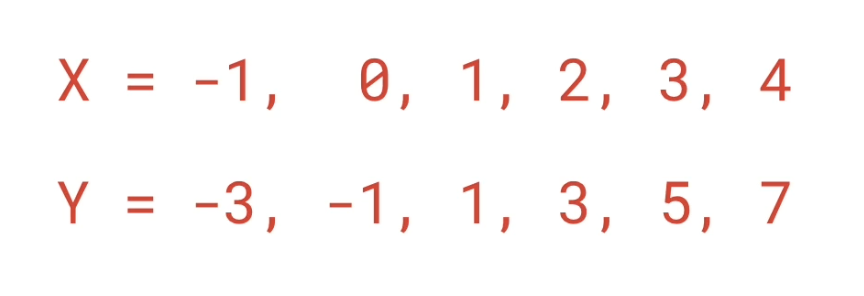 X = -1, 0, 1, 2, 3, 4
Y = -3, -1, 1, 3, 5, 7